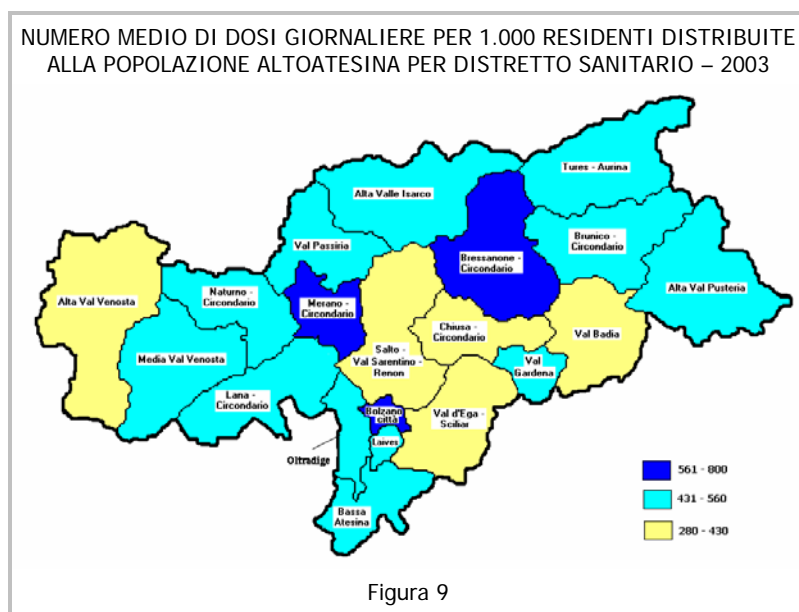 NUMERO MEDIO DI DOSI GIORNALIERE PER 1.000 RESIDENTI DISTRIBUITE
ALLA POPOLAZIONE ALTOATESINA PER DISTRETTO SANITARIO – 2003
Tures - Aurina
Alta Valle Isarco
Val Passiria
Brunico -
Circondario
Bressanone -
Circondario
Alta Val Pusteria
Naturno -
Circondario
Alta Val Venosta
Merano -
Circondario
Chiusa -
Circondario
Val Badia
Media Val Venosta
Salto -
Val Sarentino -
Renon
Val
Gardena
Lana -
Circondario
Bolzano
città
Val d'Ega -
Sciliar
Laives
Oltradige
Bassa
Atesina
561 - 800
431 - 560
280 - 430
Figura 9